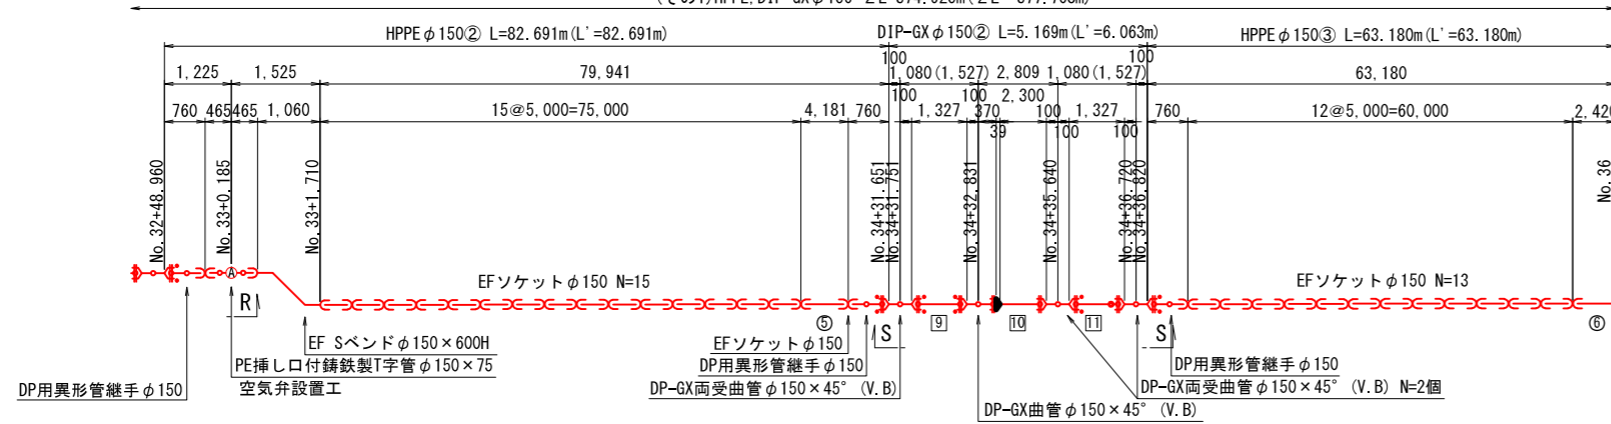 HPPEφ150② L=82.691m(L'=82.691m)
DIP-GXφ150② L=5.169m(L'=6.063m)
HPPEφ150③ L=63.180m(L'=63.180m)
100
100
1,225
1,525
79,941
1,080(1,527)
2,809
1,080(1,527)
63,180
100
100
2,300
760
465
465
1,060
15@5,000=75,000
4,181
760
1,327
370
100
1,327
760
12@5,000=60,000
2,420
39
100
100
No.32+48.960
No.33+0.185
No.33+1.710
No.34+31.651
No.34+31.751
No.34+32.831
No.34+35.640
No.34+36.720
No.34+36.820
No.36
EFソケットφ150 N=15
EFソケットφ150 N=13
A
R
⑤
S
9
10
11
S
⑥
EF Sベンドφ150×600H
EFソケットφ150
PE挿し口付鋳鉄製T字管φ150×75
DP用異形管継手φ150
DP用異形管継手φ150
DP用異形管継手φ150
空気弁設置工
DP-GX両受曲管φ150×45° (V.B)
DP-GX両受曲管φ150×45° (V.B) N=2個
DP-GX曲管φ150×45° (V.B)